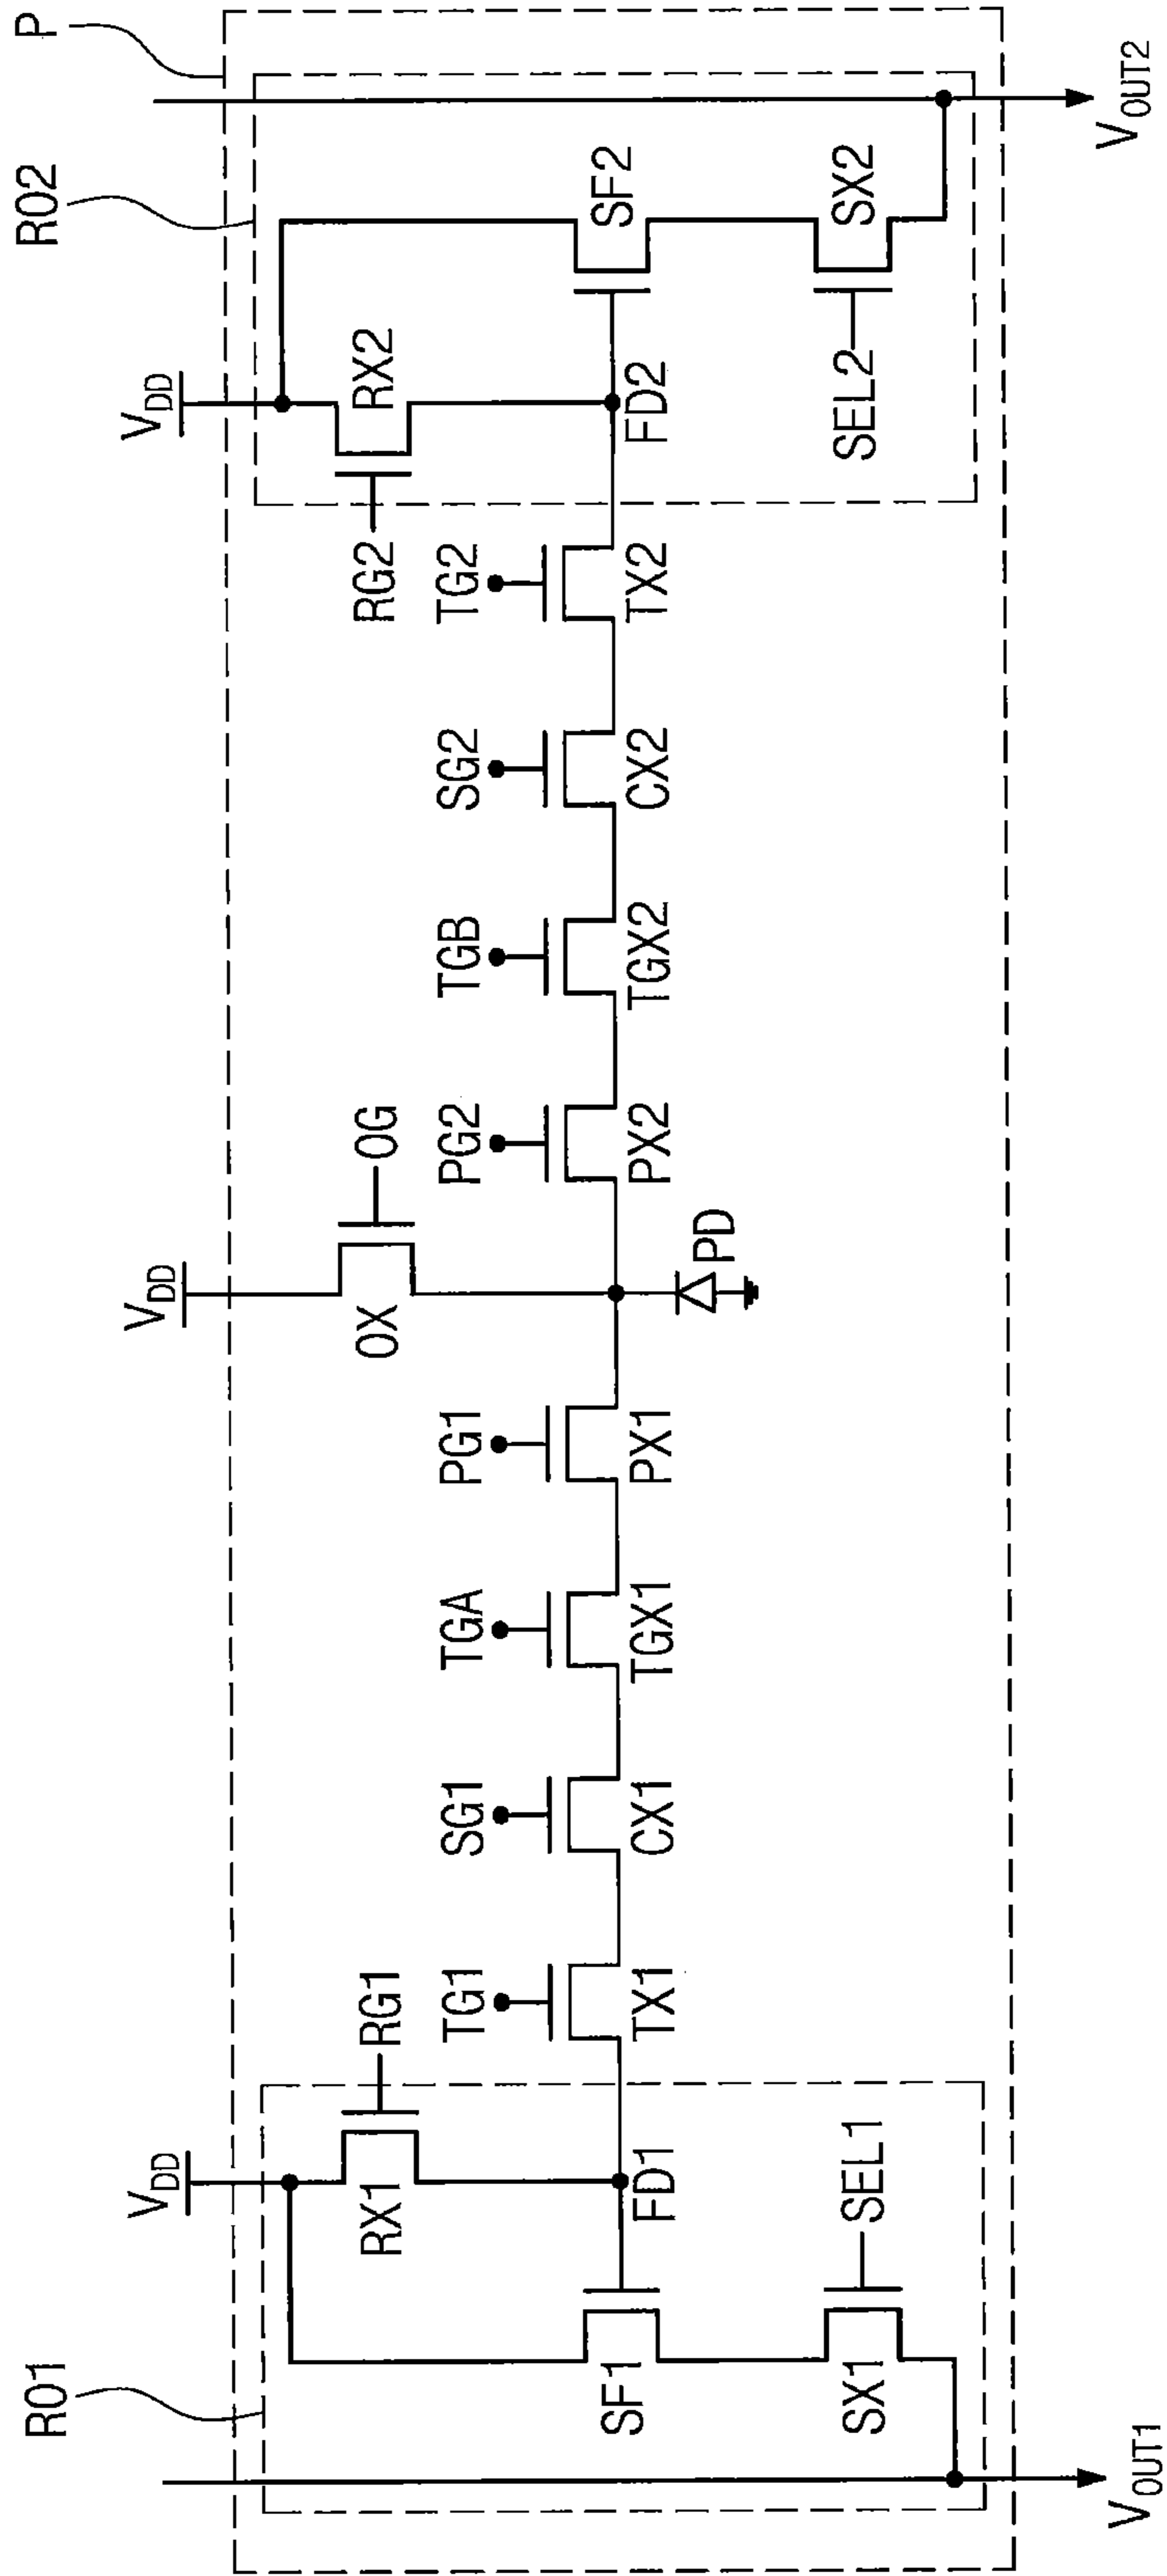 P
RO1
RO2
VDD
VDD
VDD
RX1
RG1
OX
OG
RG2
RX2
TG1
SG1
TGA
PG1
PG2
TGB
SG2
TG2
SF1
FD1
TX1
CX1
TGX1
PX1
PD
PX2
TGX2
CX2
TX2
FD2
SF2
SX1
SEL1
SEL2
SX2
VOUT1
VOUT2